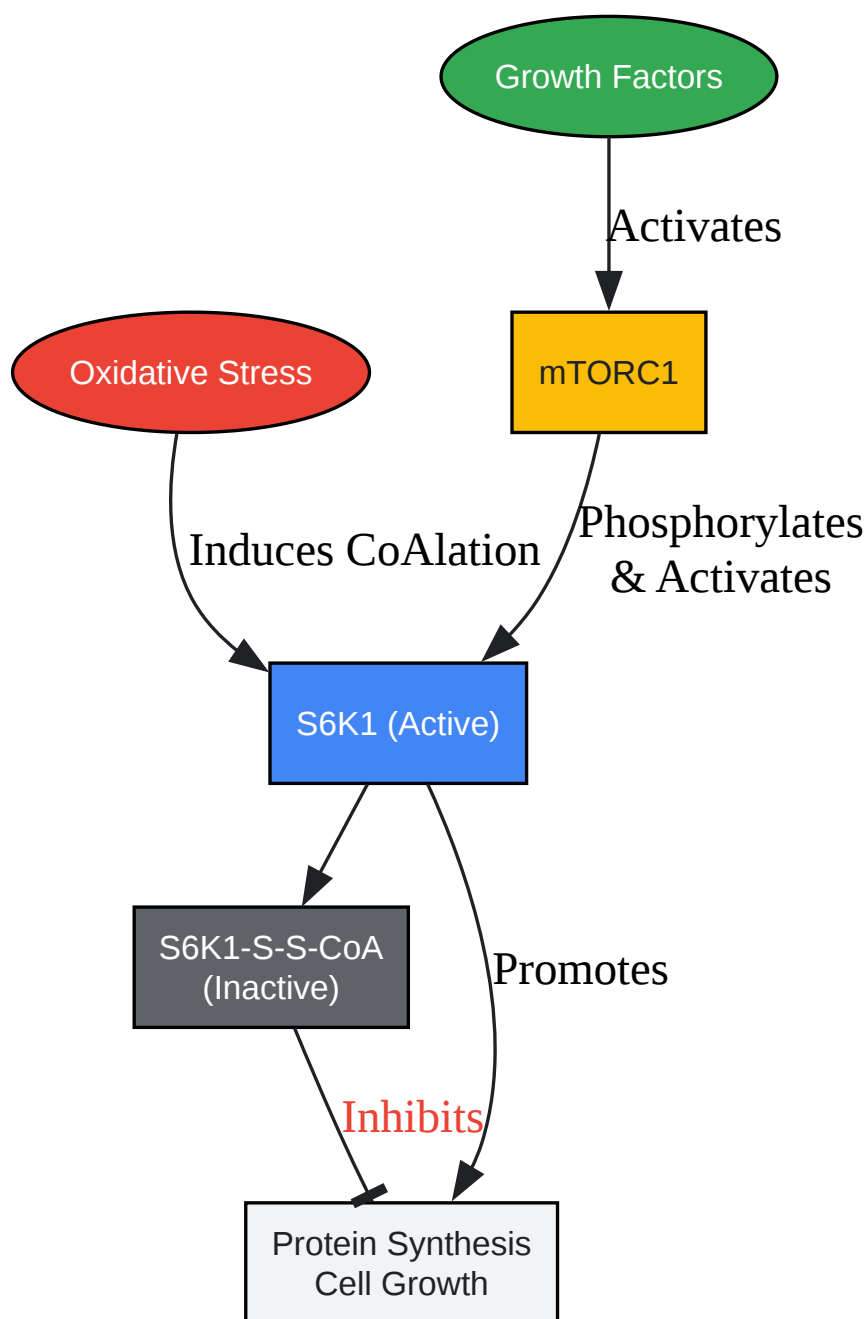 Growth Factors
Activates
Oxidative Stress
mTORC1
Induces CoAlation
Phosphorylates
& Activates
S6K1 (Active)
S6K1-S-S-CoA
(Inactive)
Promotes
Inhibits
Protein Synthesis
Cell Growth